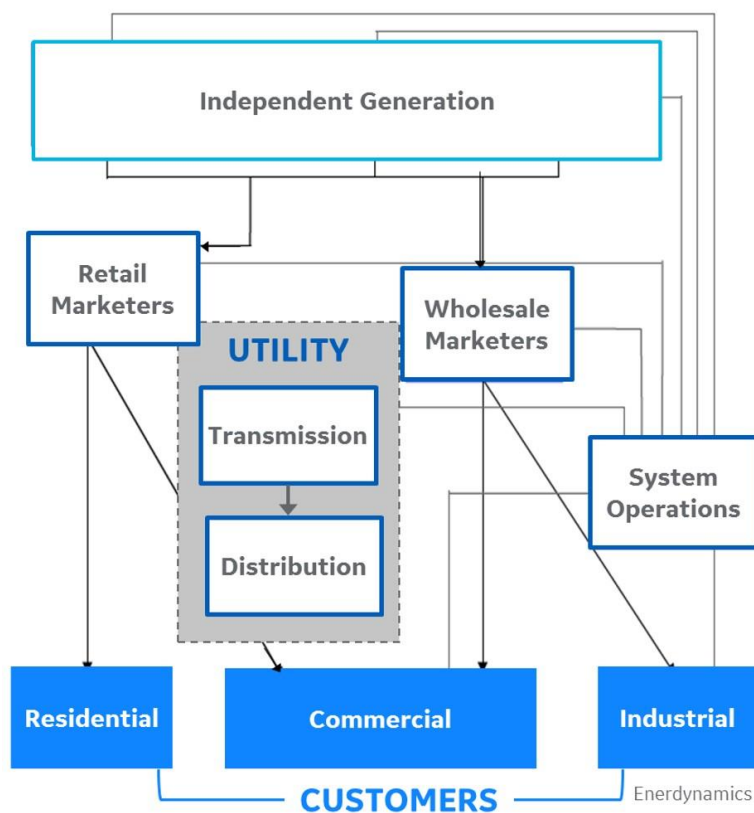 Independent Generation
Retail
Marketers
Wholesale
Marketers
UTILITY
Transmission
System
Operations
Distribution
Residential
Commercial
Industrial
CUSTOMERS
Enerdynamics